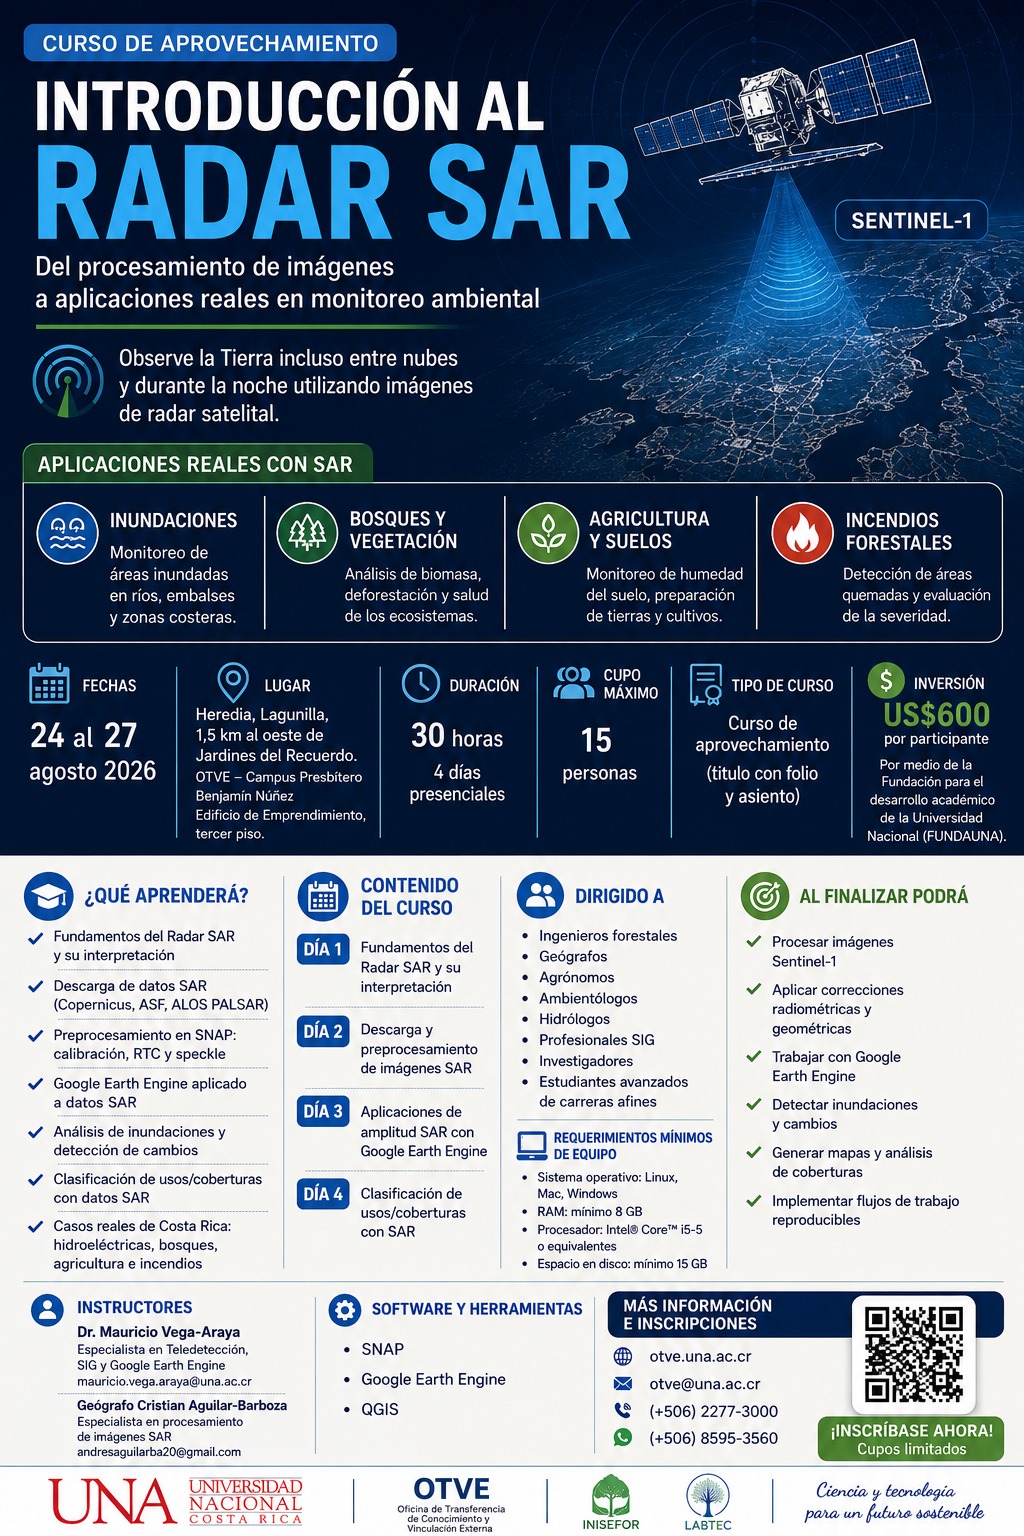 CURSO DE APROVECHAMIENTO
INTRODUCCIÓN AL
RADAR SAR
Del procesamiento de imágenes
a aplicaciones reales en monitoreo ambiental
SENTINEL-1
Observe la Tierra incluso entre nubes
y durante la noche utilizando imágenes
de radar satelital.
APLICACIONES REALES CON SAR
INUNDACIONES
Monitoreo de
áreas inundadas
en ríos, embalses
y zonas costeras.
BOSQUES Y
VEGETACIÓN
Análisis de biomasa,
deforestación y salud
de los ecosistemas.
AGRICULTURA
Y SUELOS
Monitoreo de humedad
del suelo, preparación
de tierras y cultivos.
INCENDIOS
FORESTALES
Detección de áreas
quemadas y evaluación
de la severidad.
FECHAS
24 al 27
agosto 2026
LUGAR
Heredia, Lagunilla,
1,5 km al oeste de
Jardines del Recuerdo.
OTVE – Campus Presbítero
Benjamín Núñez
Edificio de Emprendimiento,
tercer piso.
DURACIÓN
30 horas
4 días
presenciales
CUPO
MÁXIMO
15
personas
TIPO DE CURSO
Curso de
aprovechamiento
(titulo con folio
y asiento)
$
INVERSIÓN
US$600
por participante
Por medio de la
Fundación para el
desarrollo académico
de la Universidad
Nacional (FUNDAUNA).
¿QUÉ APRENDERÁ?
Fundamentos del Radar SAR
y su interpretación
Descarga de datos SAR
(Copernicus, ASF, ALOS PALSAR)
Preprocesamiento en SNAP:
calibración, RTC y speckle
Google Earth Engine aplicado
a datos SAR
Análisis de inundaciones y
detección de cambios
Clasificación de usos/coberturas
con datos SAR
Casos reales de Costa Rica:
hidroeléctricas, bosques,
agricultura e incendios
CONTENIDO
DEL CURSO
DÍA 1
Fundamentos del
Radar SAR y su
interpretación
DÍA 2
Descarga y
preprocesamiento
de imágenes SAR
DÍA 3
Aplicaciones de
amplitud SAR con
Google Earth Engine
DÍA 4
Clasificación de
usos/coberturas
con SAR
DIRIGIDO A
• Ingenieros forestales
• Geógrafos
• Agrónomos
• Ambientólogos
• Hidrólogos
• Profesionales SIG
• Investigadores
• Estudiantes avanzados
de carreras afines
REQUERIMIENTOS MÍNIMOS
DE EQUIPO
• Sistema operativo: Linux,
Mac, Windows
• RAM: mínimo 8 GB
• Procesador: Intel® Core™ i5-5
o equivalentes
• Espacio en disco: mínimo 15 GB
AL FINALIZAR PODRÁ
Procesar imágenes
Sentinel-1
Aplicar correcciones
radiométricas y
geométricas
Trabajar con Google
Earth Engine
Detectar inundaciones
y cambios
Generar mapas y análisis
de coberturas
Implementar flujos de trabajo
reproducibles
INSTRUCTORES
Dr. Mauricio Vega-Araya
Especialista en Teledetección,
SIG y Google Earth Engine
mauricio.vega.araya@una.ac.cr
Geógrafo Cristian Aguilar-Barboza
Especialista en procesamiento
de imágenes SAR
andresaguilarba20@gmail.com
SOFTWARE Y HERRAMIENTAS
• SNAP
• Google Earth Engine
• QGIS
MÁS INFORMACIÓN
E INSCRIPCIONES
otve.una.ac.cr
otve@una.ac.cr
(+506) 2277-3000
(+506) 8595-3560
¡INSCRÍBASE AHORA!
Cupos limitados
UNA
UNIVERSIDAD
NACIONAL
COSTA RICA
OTVE
Oficina de Transferencia
de Conocimiento y
Vinculación Externa
INISEFOR
LABTEC
Ciencia y tecnología
para un futuro sostenible